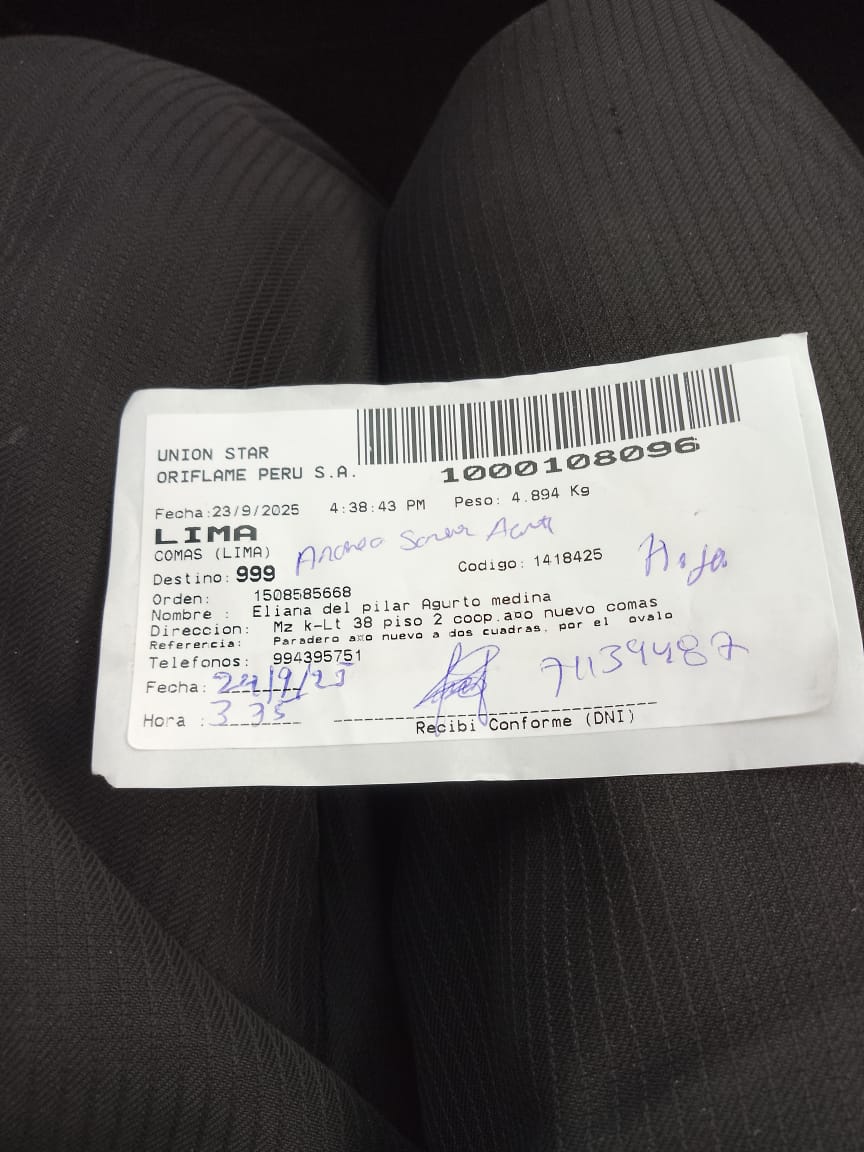 UNION STAR
ORIFLAME PERU S.A.
1000108096
Fecha:23/9/2025 4:38:43 PM Peso: 4.894 Kg
LIMA
COMAS (LIMA)
Destino: 999 Codigo: 1418425 Hija
Orden: 1508585668
Nombre : Eliana del pilar Agurto medina
Direccion: Mz k-Lt 38 piso 2 coop.a¤o nuevo comas
Referencia: Paradero a¤o nuevo a dos cuadras. por el ovalo
Telefonos: 994395751
Fecha: 24/9/25 71139487
Hora : 3 35
Recibi Conforme (DNI)